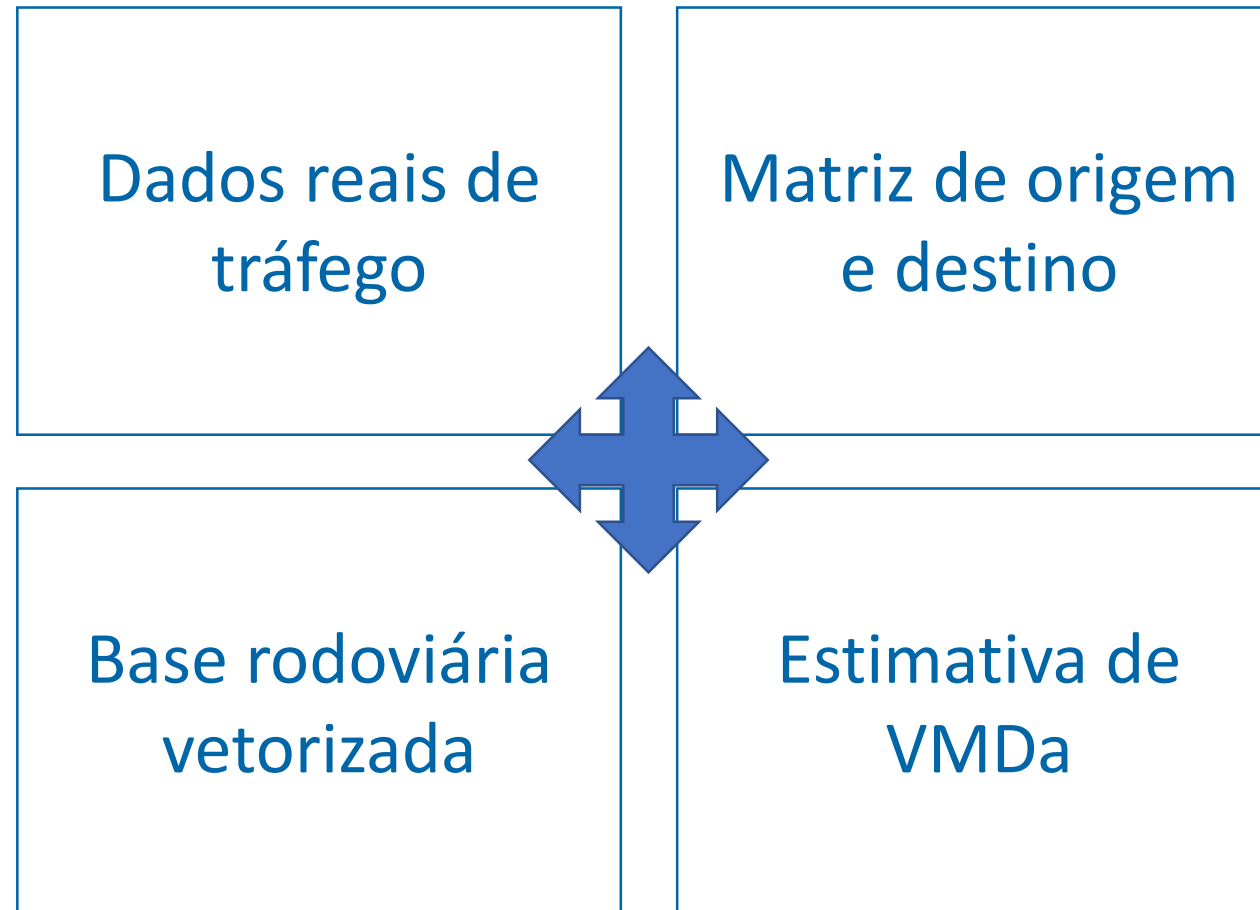 Dados reais de
tráfego
Matriz de origem
e destino
Base rodoviária
vetorizada
Estimativa de
VMDa